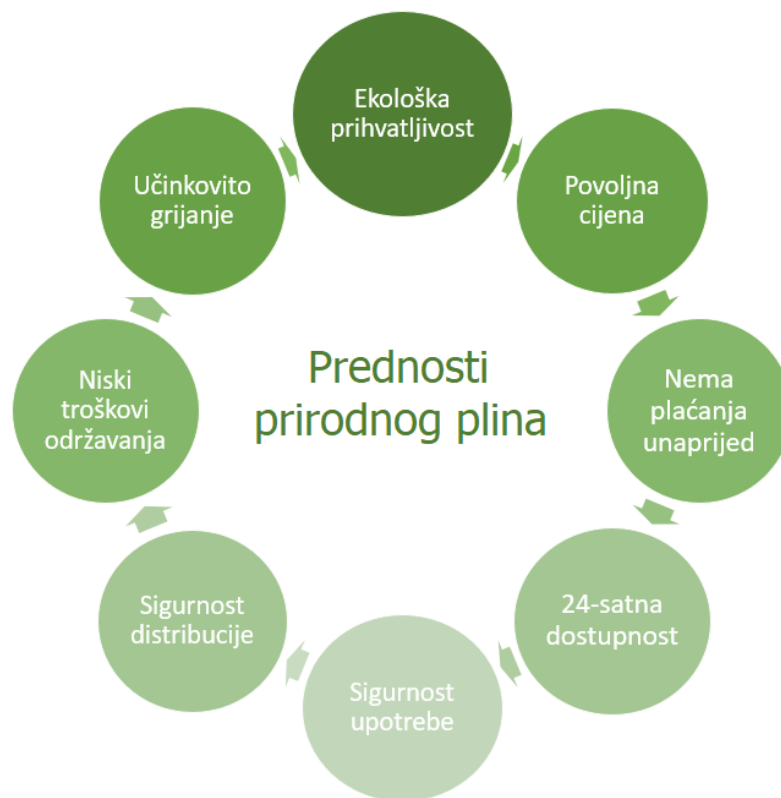 Ekološka
prihvatljivost
Povoljna
cijena
Nema
plaćanja
unaprijed
24-satna
dostupnost
Sigurnost
upotrebe
Sigurnost
distribucije
Niski
troškovi
održavanja
Učinkovito
grijanje
Prednosti
prirodnog plina